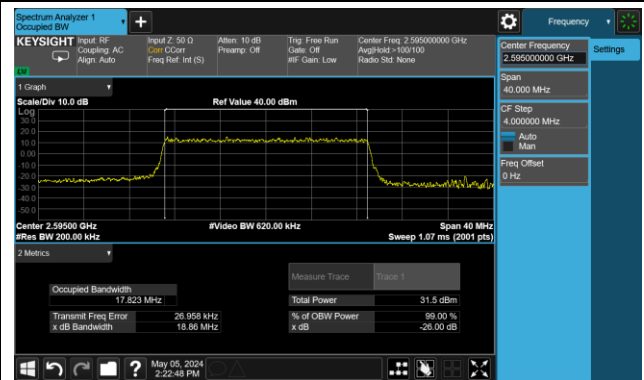 Spectrum Analyzer 1
Occupied BW
Frequency
KEYSIGHT
Input: RF
Coupling: AC
Align: Auto
Input Z: 50 Ω
Corr CCorr
Freq Ref: Int (S)
Atten: 10 dB
Preamp: Off
Trig: Free Run
Gate: Off
#IF Gain: Low
Center Freq: 2.595000000 GHz
Avg|Hold:>100/100
Radio Std: None
Center Frequency
2.595000000 GHz
Settings
Span
40.000 MHz
CF Step
4.000000 MHz
Auto
Man
Freq Offset
0 Hz
1 Graph
Scale/Div 10.0 dB
Ref Value 40.00 dBm
Log
30.0
20.0
10.0
0.00
-10.0
-20.0
-30.0
-40.0
-50.0
Center 2.59500 GHz
#Video BW 620.00 kHz
Span 40 MHz
#Res BW 200.00 kHz
Sweep 1.07 ms (2001 pts)
2 Metrics
Measure Trace
Trace 1
Occupied Bandwidth
17.823 MHz
Total Power
31.5 dBm
Transmit Freq Error
26.958 kHz
% of OBW Power
99.00 %
x dB Bandwidth
18.86 MHz
x dB
-26.00 dB
?
May 05, 2024
2:22:48 PM